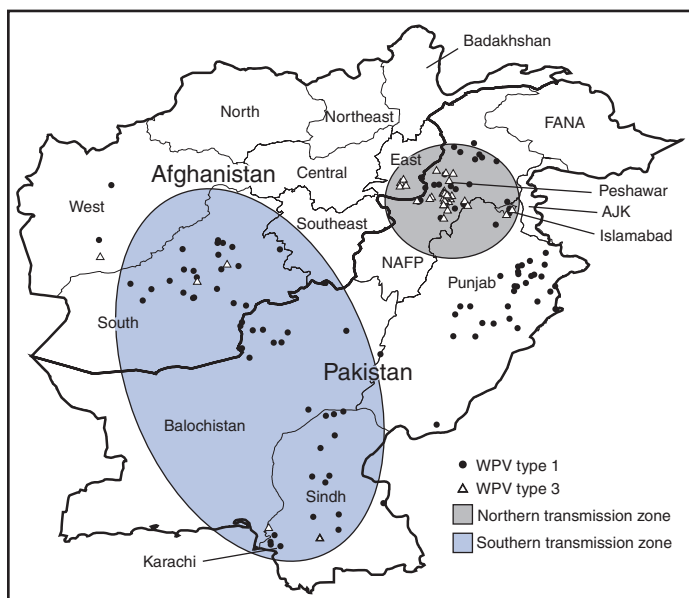 Badakhshan
North
Northeast
FANA
East
Afghanistan
Central
Peshawar
West
AJK
Southeast
Islamabad
NAFP
Punjab
South
Pakistan
Balochistan
WPV type 1
WPV type 3
Sindh
Northern transmission zone
Southern transmission zone
Karachi